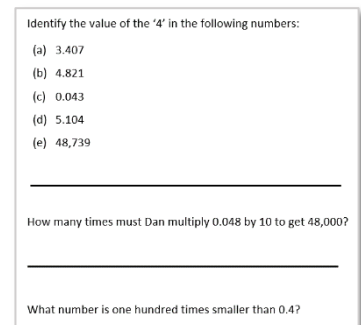 Identify the value of the ‘4’ in the following numbers:
(a) 3.407
(b) 4.821
(c) 0.043
(d) 5.104
(e) 48,739
How many times must Dan multiply 0.048 by 10 to get 48,000?
What number is one hundred times smaller than 0.4?